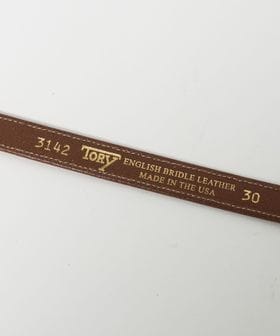 3142 TORY ENGLISH BRIDLE LEATHER
MADE IN THE USA 30